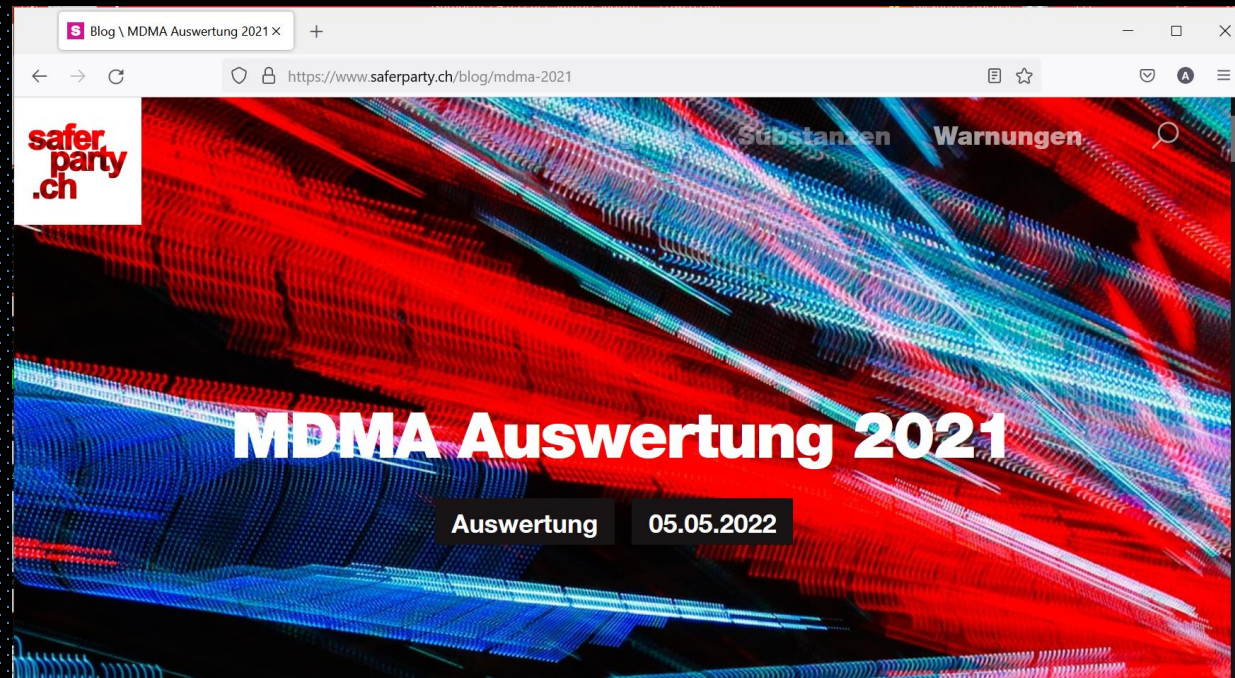 Blog \ MDMA Auswertung 2021
https://www.saferparty.ch/blog/mdma-2021
A
safer
party
.ch
Substanzen
Warnungen
MDMA Auswertung 2021
Auswertung
05.05.2022